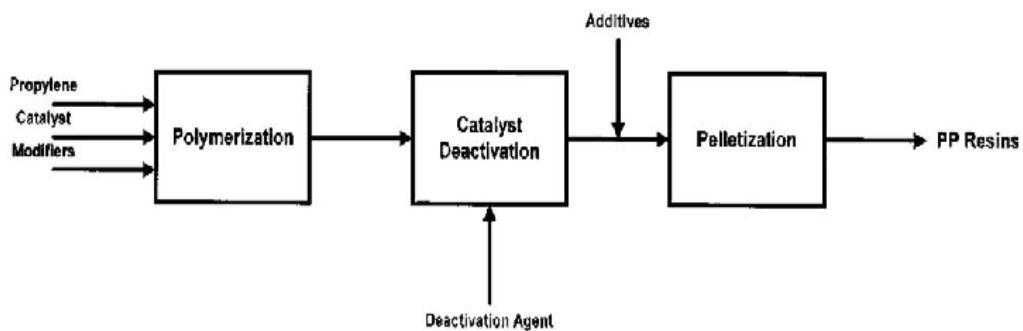 Additives
Propylene
Catalyst
Modifiers
Polymerization
Catalyst
Deactivation
Pelletization
PP Resins
Deactivation Agent